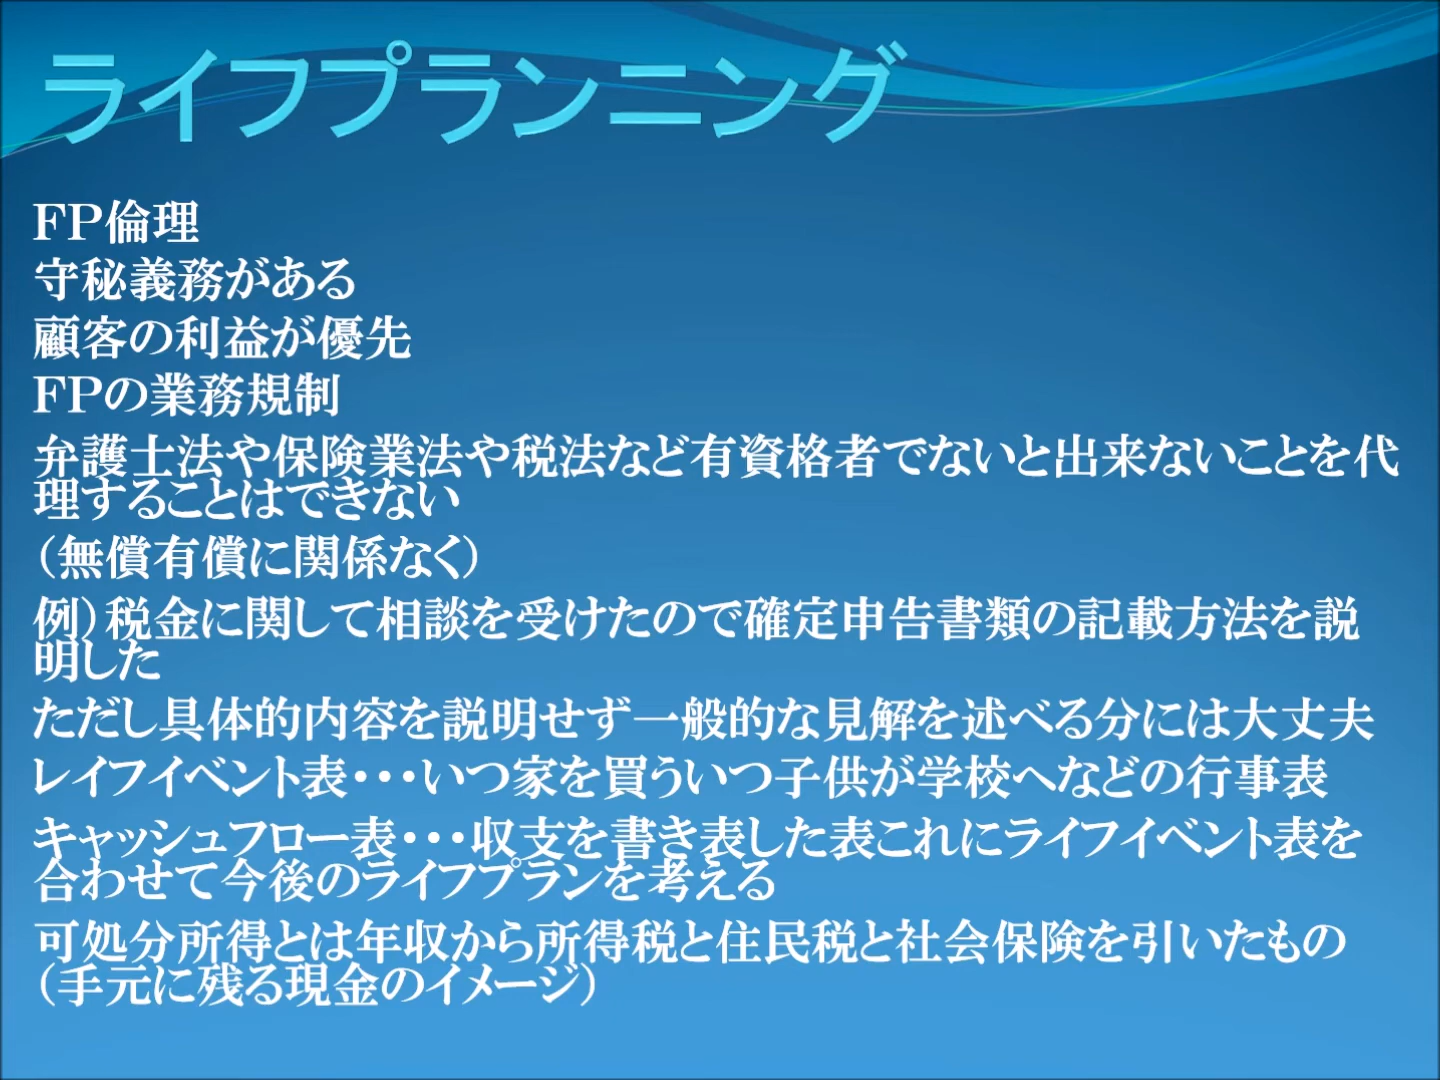 ライフプランニング
FP倫理
守秘義務がある
顧客の利益が優先
FPの業務規制
弁護士法や保険業法や税法など有資格者でないと出来ないことを代
理することはできない
（無償有償に関係なく）
例）税金に関して相談を受けたので確定申告書類の記載方法を説
明した
ただし具体的内容を説明せず一般的な見解を述べる分には大丈夫
レイフイベント表・・・いつ家を買ういつ子供が学校へなどの行事表
キャッシュフロー表・・・収支を書き表した表これにライフイベント表を
合わせて今後のライフプランを考える
可処分所得とは年収から所得税と住民税と社会保険を引いたもの
（手元に残る現金のイメージ）